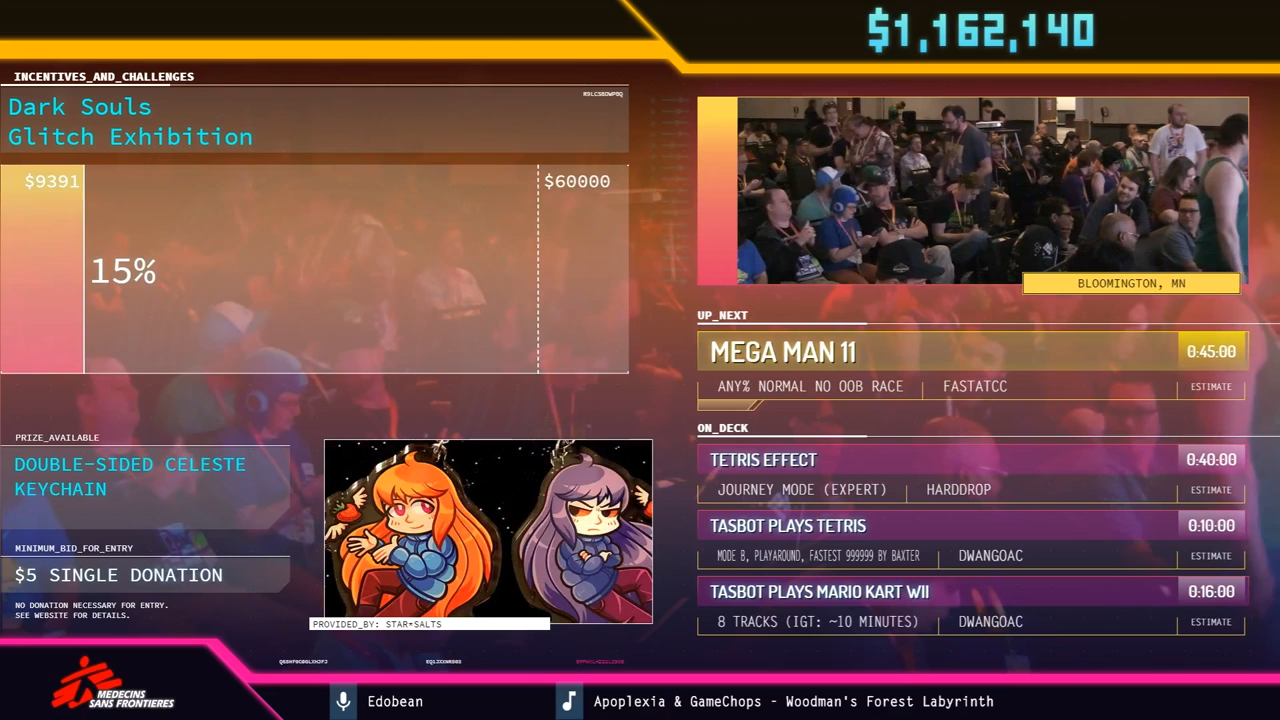 $1,162,140
INCENTIVES_AND_CHALLENGES
Dark Souls
Glitch Exhibition
$9391
$60000
15%
BLOOMINGTON, MN
UP_NEXT
MEGA MAN 11
0:45:00
ANY% NORMAL NO OOB RACE
FASTATCC
ESTIMATE
ON_DECK
TETRIS EFFECT
0:40:00
JOURNEY MODE (EXPERT)
HARDDROP
ESTIMATE
TASBOT PLAYS TETRIS
0:10:00
MODE B, PLAYAROUND, FASTEST 999999 BY BAXTER
DWANGOAC
ESTIMATE
TASBOT PLAYS MARIO KART WII
0:16:00
8 TRACKS (IGT: ~10 MINUTES)
DWANGOAC
ESTIMATE
PRIZE_AVAILABLE
DOUBLE-SIDED CELESTE
KEYCHAIN
MINIMUM_BID_FOR_ENTRY
$5 SINGLE DONATION
NO DONATION NECESSARY FOR ENTRY.
SEE WEBSITE FOR DETAILS.
PROVIDED_BY: STAR★SALTS
MEDECINS
SANS FRONTIERES
Edobean
Apoplexia & GameChops - Woodman's Forest Labyrinth